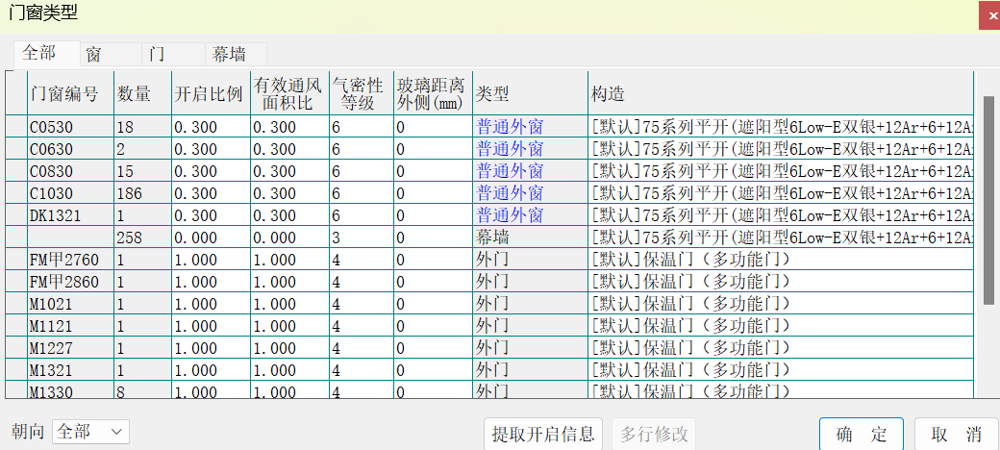 门窗类型
全部 窗 门 幕墙
门窗编号 数量 开启比例 有效通风面积比 气密性等级 玻璃距离外侧(mm) 类型 构造
C0530 18 0.300 0.300 6 0 普通外窗 [默认]75系列平开(遮阳型6Low-E双银+12Ar+6+12A
C0630 2 0.300 0.300 6 0 普通外窗 [默认]75系列平开(遮阳型6Low-E双银+12Ar+6+12A
C0830 15 0.300 0.300 6 0 普通外窗 [默认]75系列平开(遮阳型6Low-E双银+12Ar+6+12A
C1030 186 0.300 0.300 6 0 普通外窗 [默认]75系列平开(遮阳型6Low-E双银+12Ar+6+12A
DK1321 1 0.300 0.300 6 0 普通外窗 [默认]75系列平开(遮阳型6Low-E双银+12Ar+6+12A
258 0.000 0.000 3 0 幕墙 [默认]75系列平开(遮阳型6Low-E双银+12Ar+6+12A
FM甲2760 1 1.000 1.000 4 0 外门 [默认]保温门（多功能门）
FM甲2860 1 1.000 1.000 4 0 外门 [默认]保温门（多功能门）
M1021 1 1.000 1.000 4 0 外门 [默认]保温门（多功能门）
M1121 1 1.000 1.000 4 0 外门 [默认]保温门（多功能门）
M1227 1 1.000 1.000 4 0 外门 [默认]保温门（多功能门）
M1321 1 1.000 1.000 4 0 外门 [默认]保温门（多功能门）
M1330 8 1.000 1.000 4 0 外门 [默认]保温门（多功能门）
朝向 全部 提取开启信息 多行修改 确 定 取 消